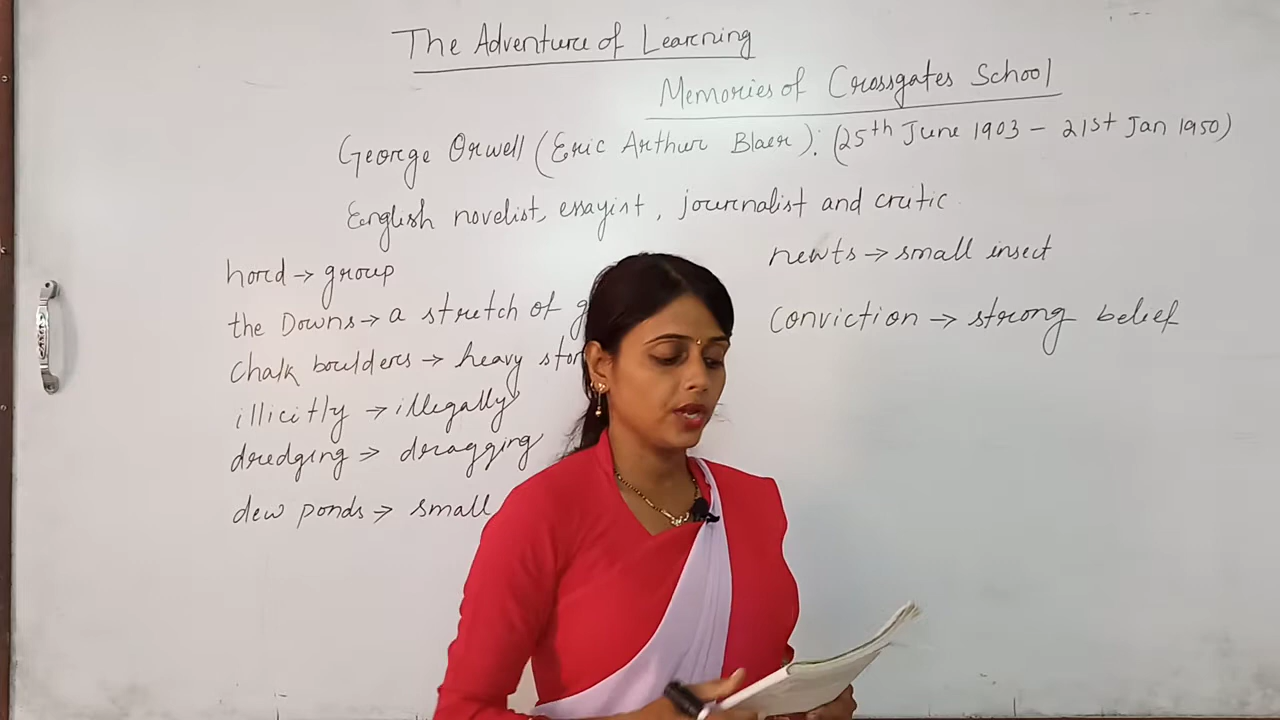 The Adventure of Learning
Memories of Crossgates School
George Orwell (Eric Arthur Blaer): (25th June 1903 - 21st Jan 1950)
English novelist, essayist, journalist and critic
hord → group
the Downs → a stretch of
chalk boulders → heavy
illicitly → illegally
dredging → dragging
dew ponds → small
newts → small insect
conviction → strong belief